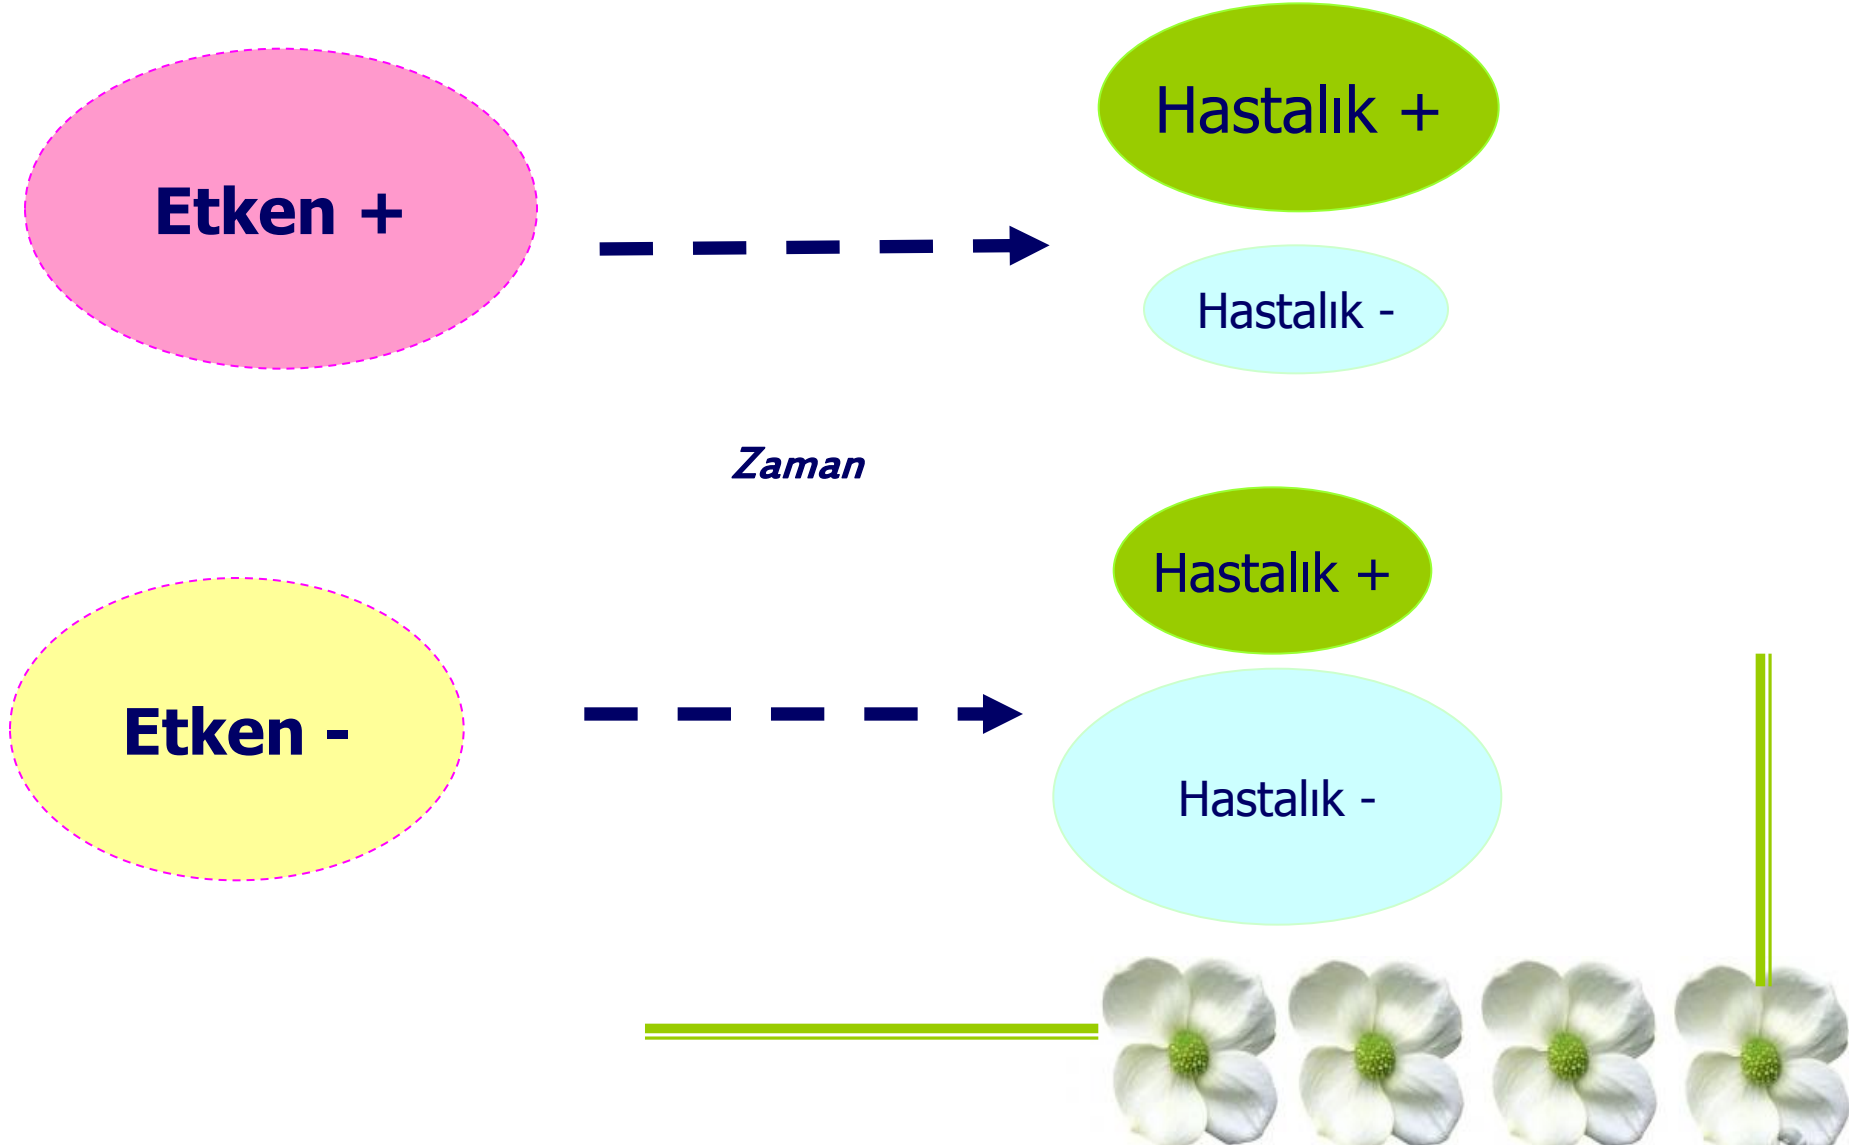 Etken +
Hastalık +
Hastalık -
Zaman
Etken -
Hastalık +
Hastalık -